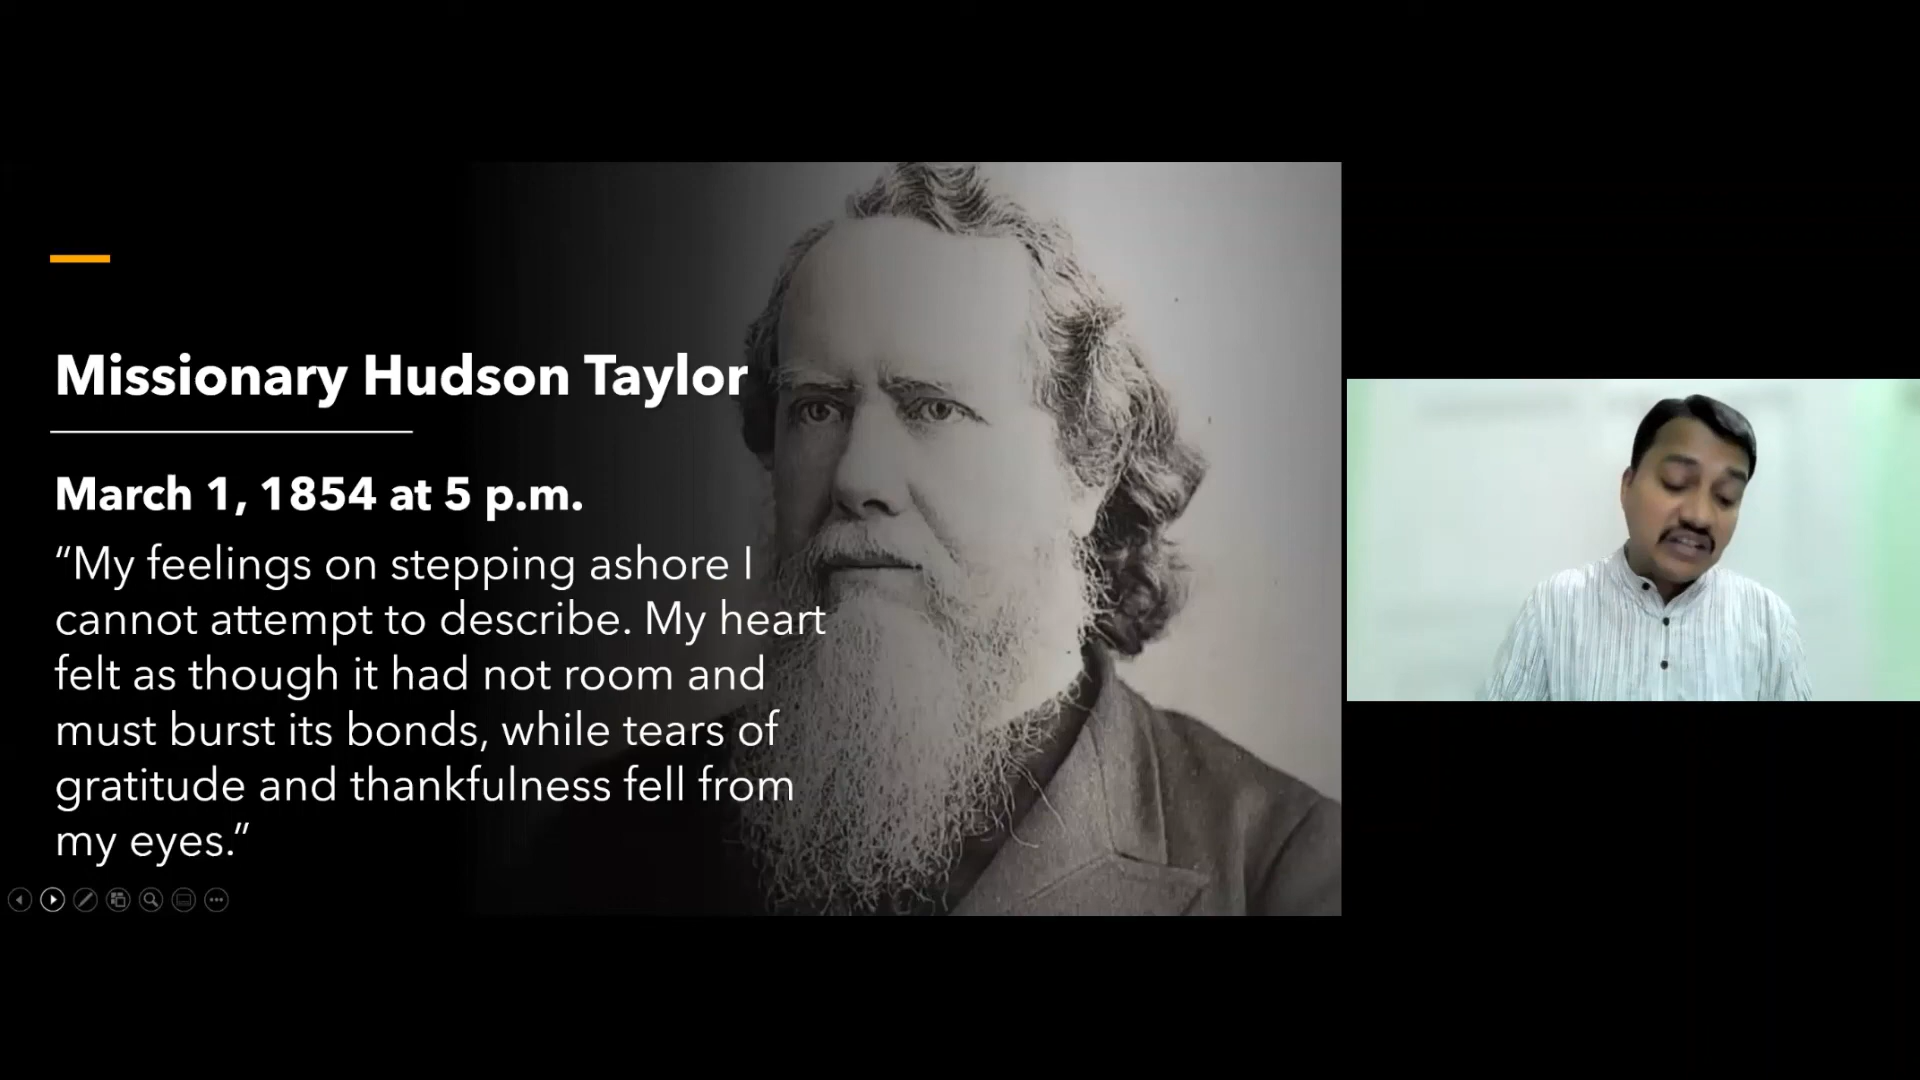 Missionary Hudson Taylor
March 1, 1854 at 5 p.m.
“My feelings on stepping ashore I
cannot attempt to describe. My heart
felt as though it had not room and
must burst its bonds, while tears of
gratitude and thankfulness fell from
my eyes.”